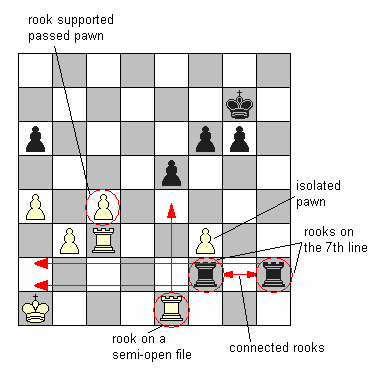 rook supported
passed pawn
isolated
pawn
rooks on
the 7th line
rook on a
semi-open file
connected rooks